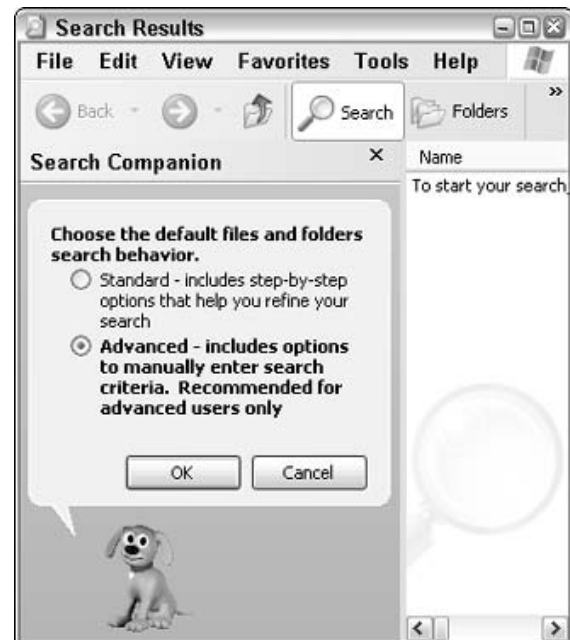 Search Results
File Edit View Favorites Tools Help
Back Search Folders »
Search Companion
Name
To start your search,
Choose the default files and folders
search behavior.
Standard - includes step-by-step
options that help you refine your
search
Advanced - includes options
to manually enter search
criteria. Recommended for
advanced users only
OK Cancel